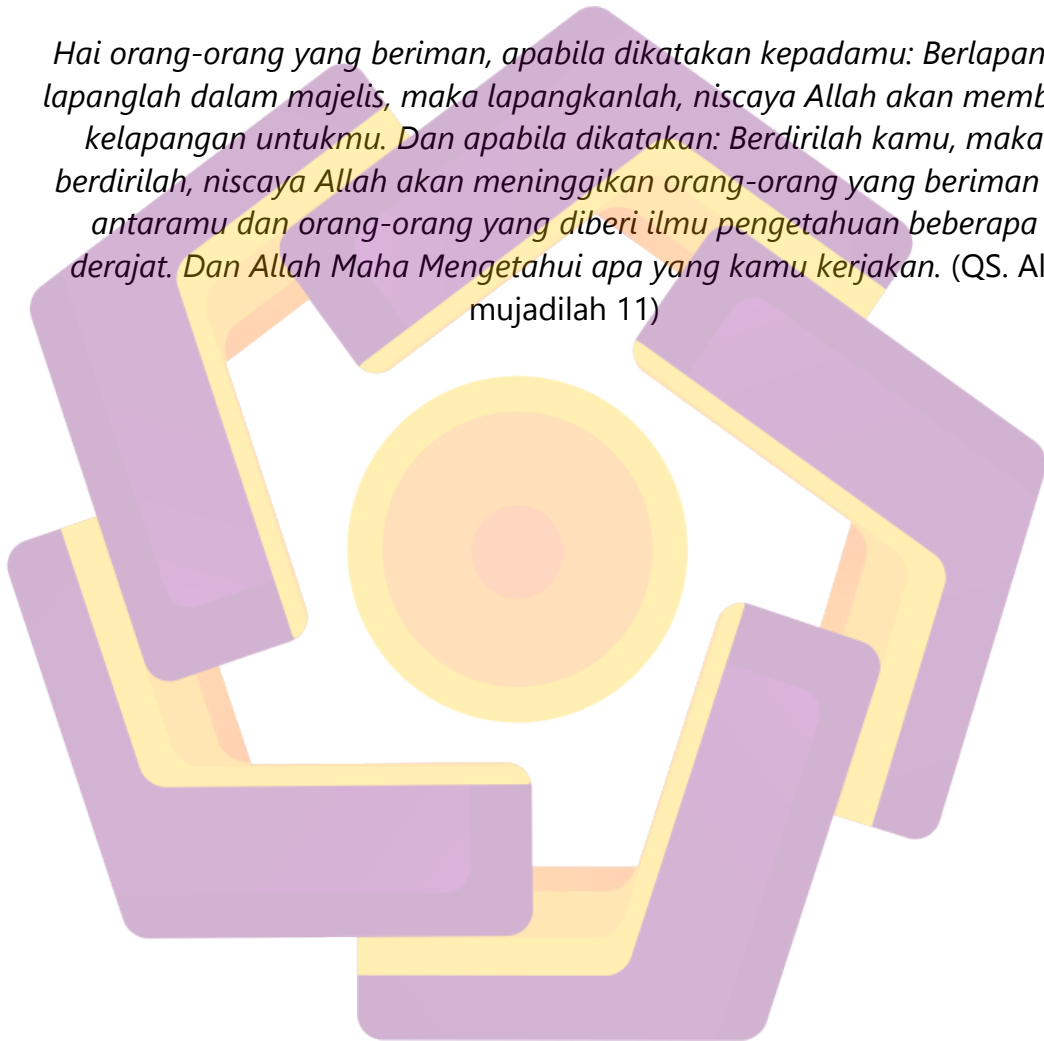 Hai orang-orang yang beriman, apabila dikatakan kepadamu: Berlapan
lapanglah dalam majelis, maka lapangkanlah, niscaya Allah akan memb
kelapangan untukmu. Dan apabila dikatakan: Berdirilah kamu, maka
berdirilah, niscaya Allah akan meninggikan orang-orang yang beriman
antaramu dan orang-orang yang diberi ilmu pengetahuan beberapa
derajat. Dan Allah Maha Mengetahui apa yang kamu kerjakan. (QS. Al
mujadilah 11)